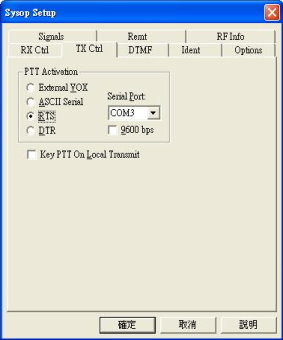 Sysop Setup
Signals Remt RF Info
RX Ctrl TX Ctrl DTMF Ident Options
PTT Activation
External VOX
ASCII Serial
RTS
DTR
Serial Port:
COM3
9600 bps
Key PTT On Local Transmit
確定 取消 說明